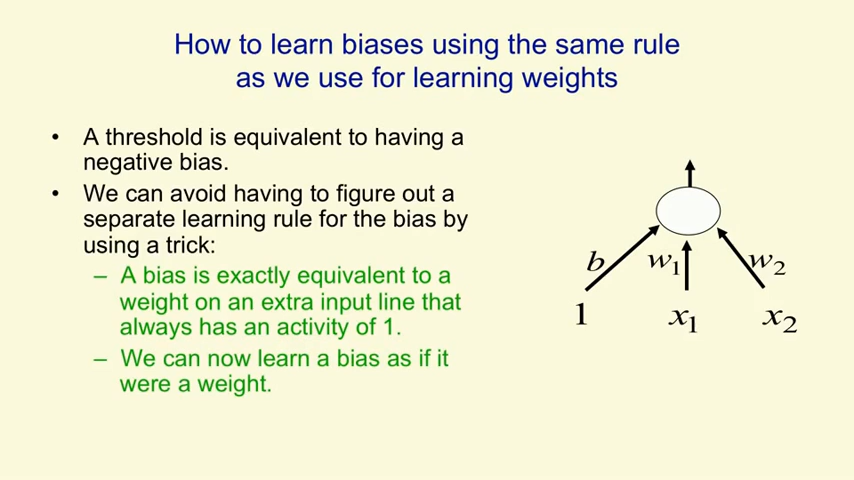 How to learn biases using the same rule
as we use for learning weights
• A threshold is equivalent to having a
negative bias.
• We can avoid having to figure out a
separate learning rule for the bias by
using a trick:
– A bias is exactly equivalent to a
weight on an extra input line that
always has an activity of 1.
– We can now learn a bias as if it
were a weight.
b w₁ w₂
1 x₁ x₂